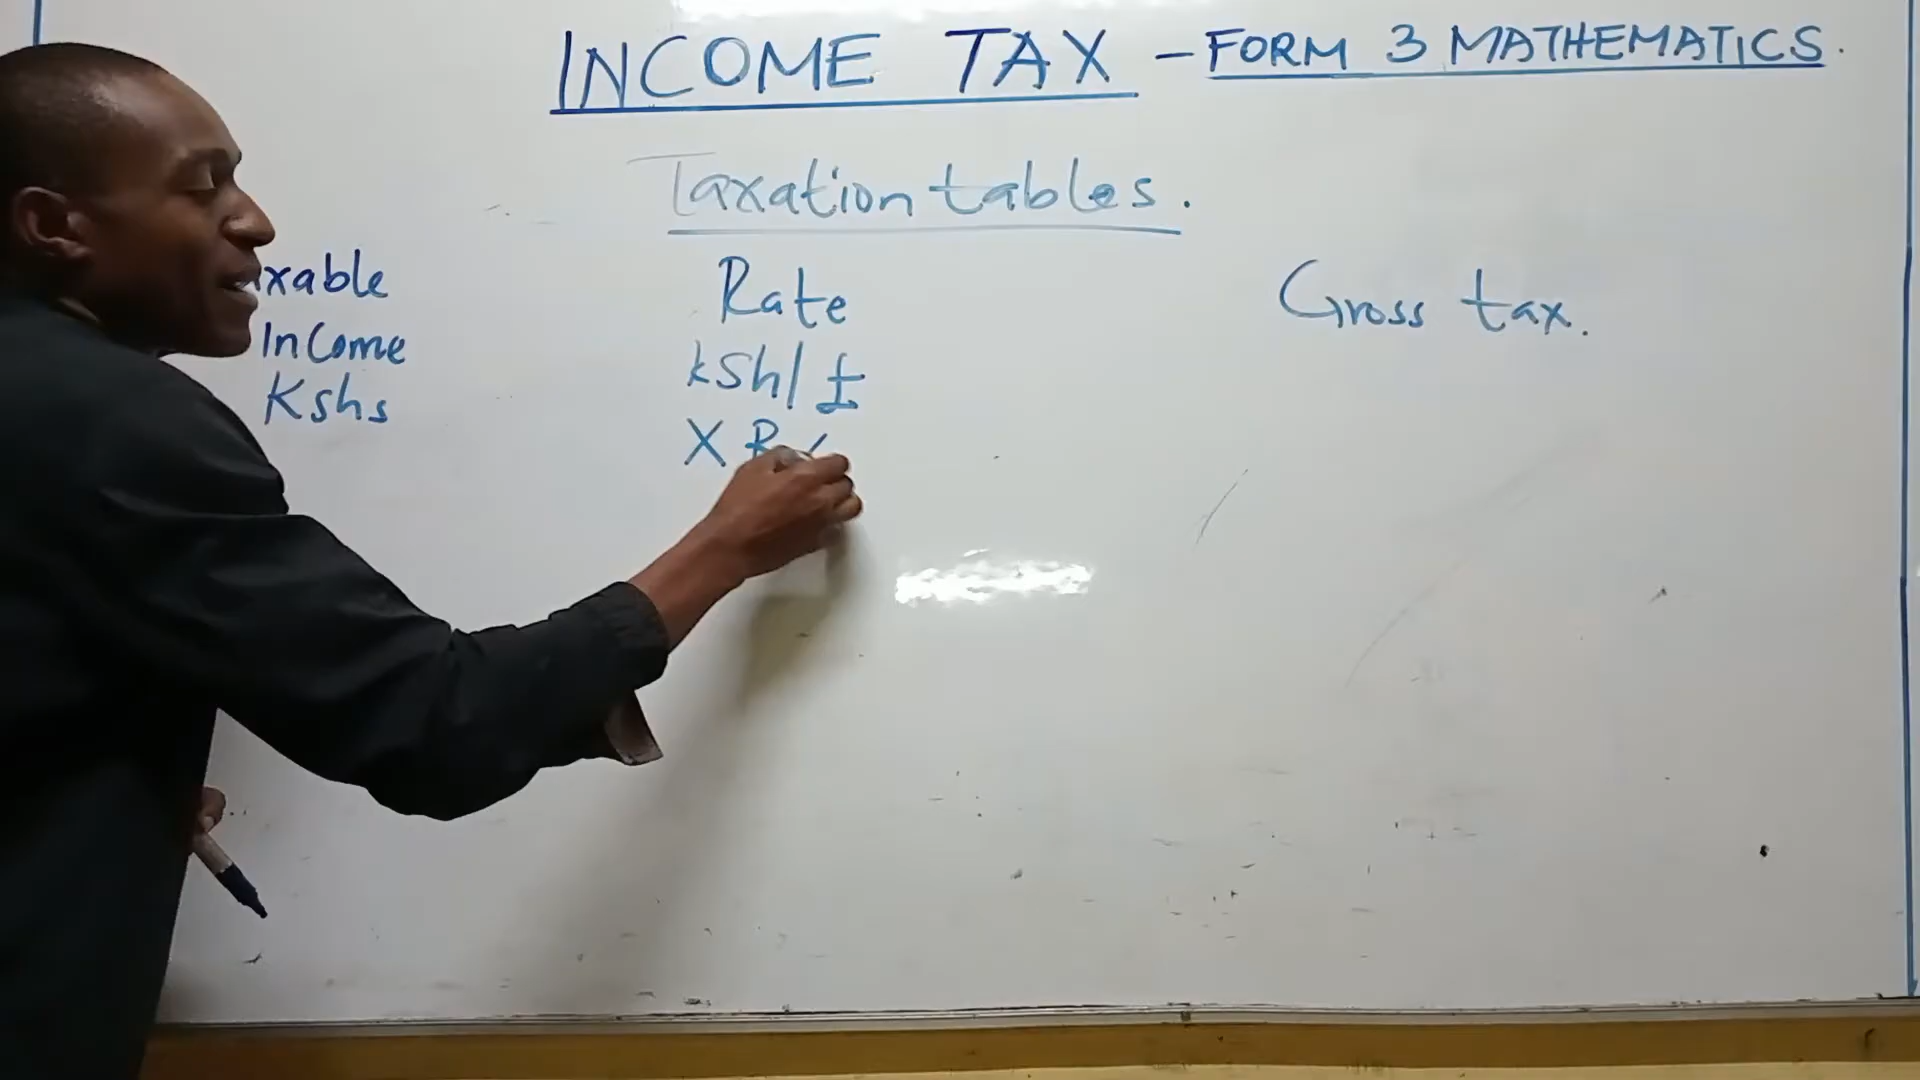 INCOME TAX - FORM 3 MATHEMATICS.
Taxation tables.
Rate
Gross tax.
xable
InCome
Kshs
kSh/£
X R